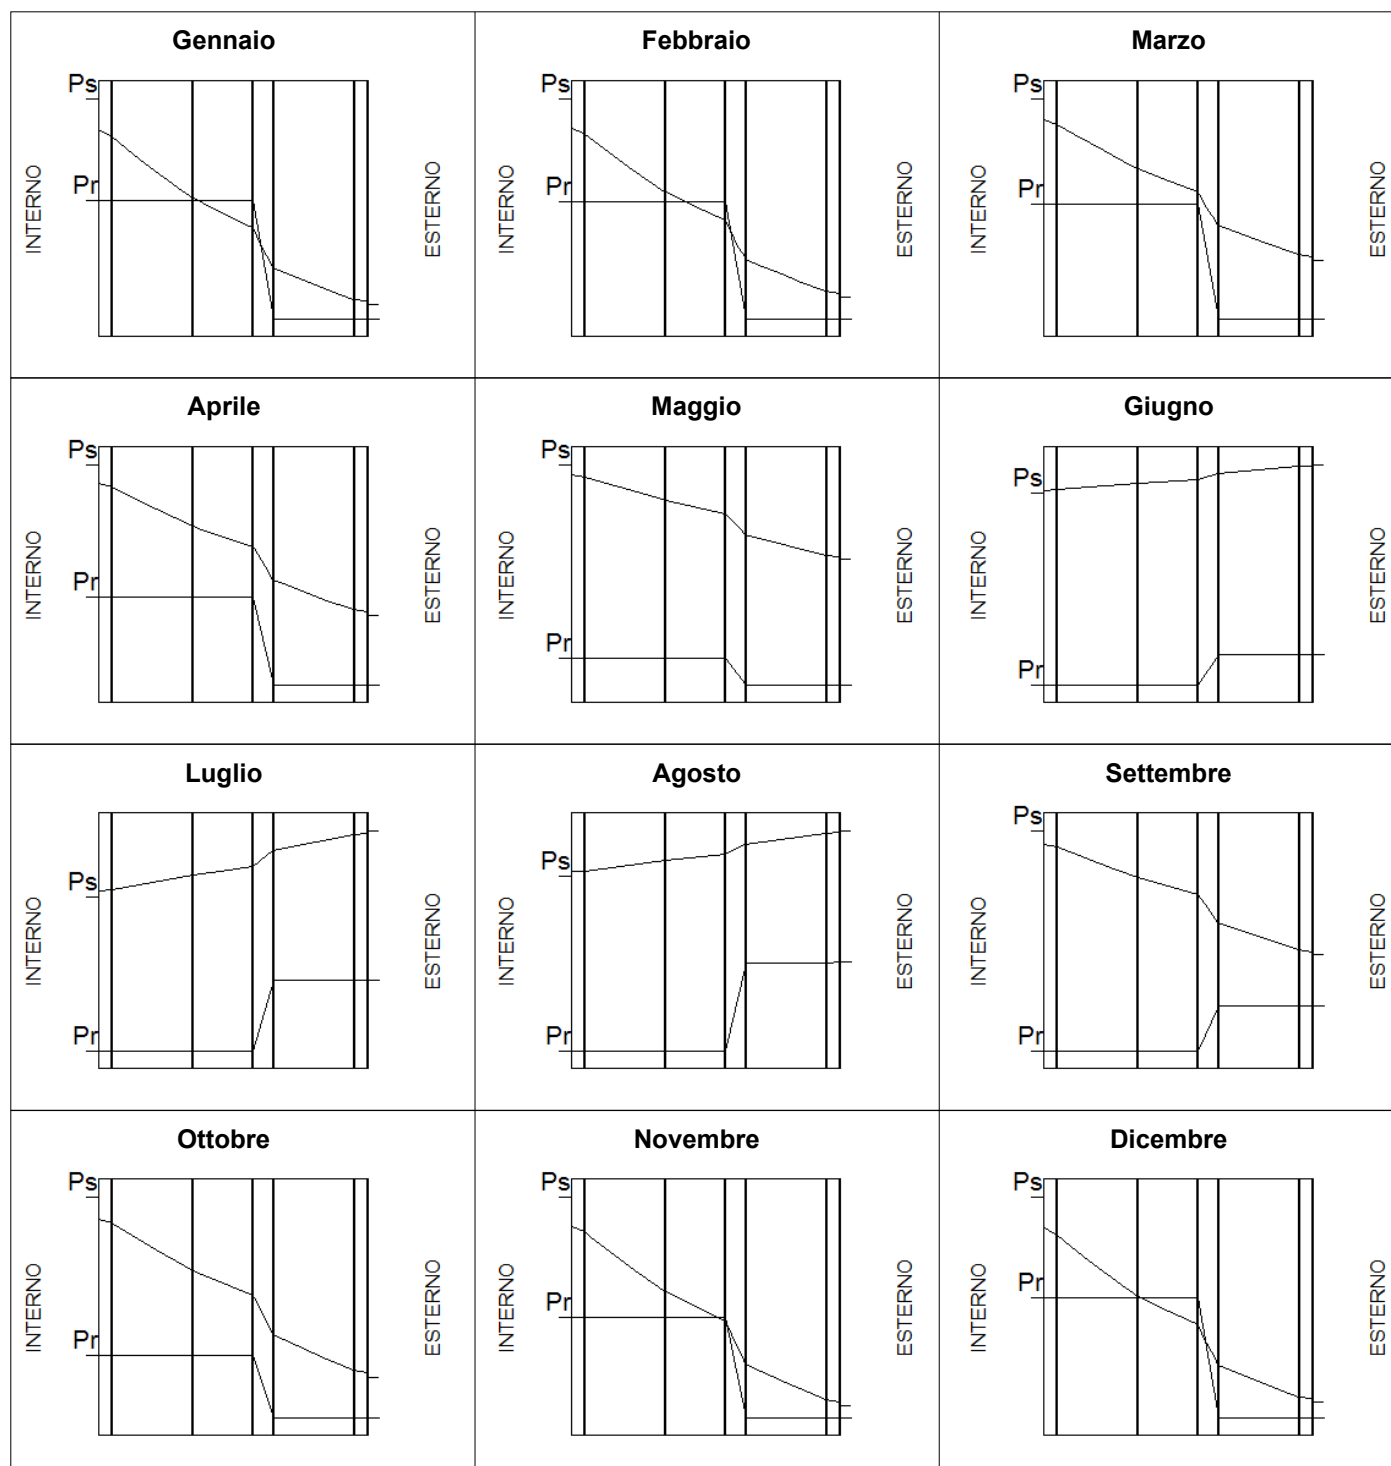 Gennaio
Febbraio
Marzo
Ps
Pr
INTERNO
ESTERNO
Ps
Pr
INTERNO
ESTERNO
Ps
Pr
INTERNO
ESTERNO
Aprile
Maggio
Giugno
Ps
Pr
INTERNO
ESTERNO
Ps
Pr
INTERNO
ESTERNO
Ps
Pr
INTERNO
ESTERNO
Luglio
Agosto
Settembre
Ps
Pr
INTERNO
ESTERNO
Ps
Pr
INTERNO
ESTERNO
Ps
Pr
INTERNO
ESTERNO
Ottobre
Novembre
Dicembre
Ps
Pr
INTERNO
ESTERNO
Ps
Pr
INTERNO
ESTERNO
Ps
Pr
INTERNO
ESTERNO